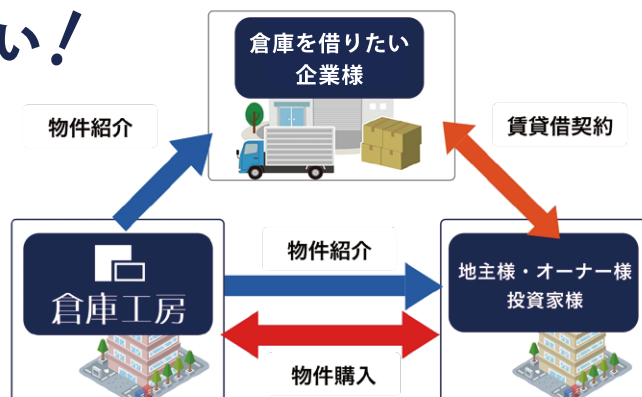 い！
倉庫を借りたい
企業様
物件紹介
賃貸借契約
物件紹介
倉庫工房
地主様・オーナー様
投資家様
物件購入